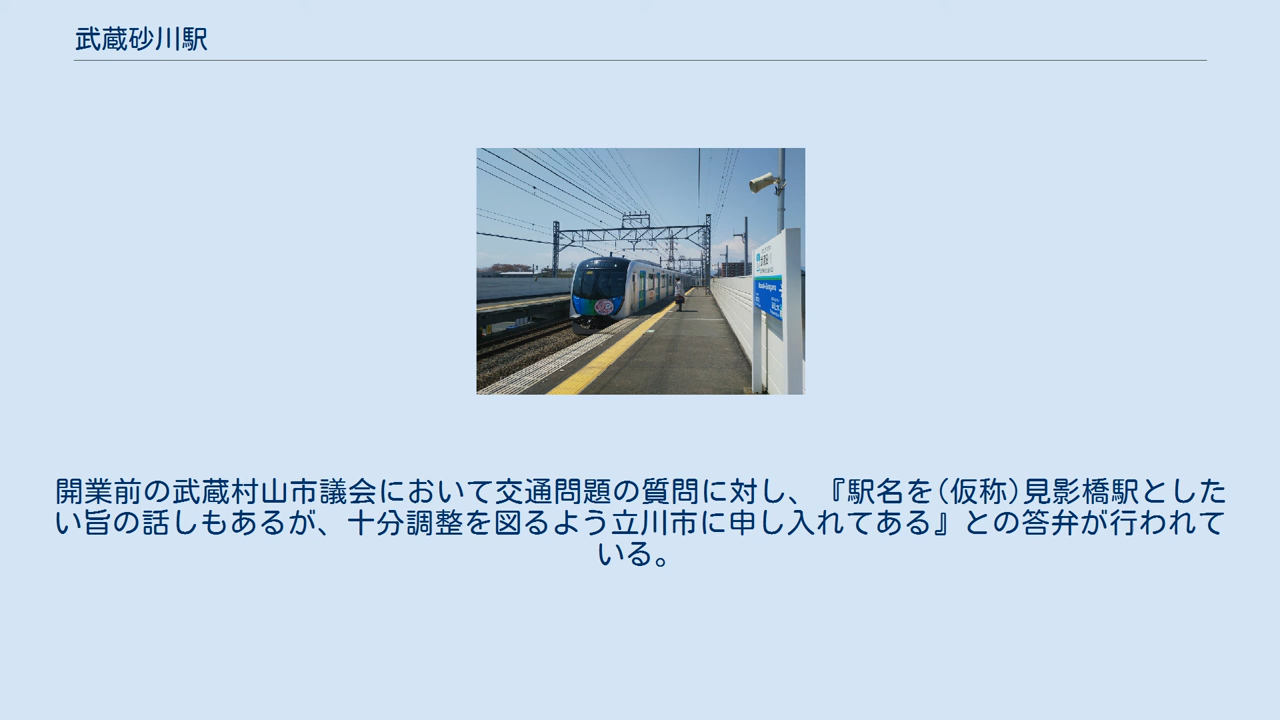 武蔵砂川駅
開業前の武蔵村山市議会において交通問題の質問に対し、『駅名を(仮称)見影橋駅とした
い旨の話しもあるが、十分調整を図るよう立川市に申し入れてある』との答弁が行われて
いる。